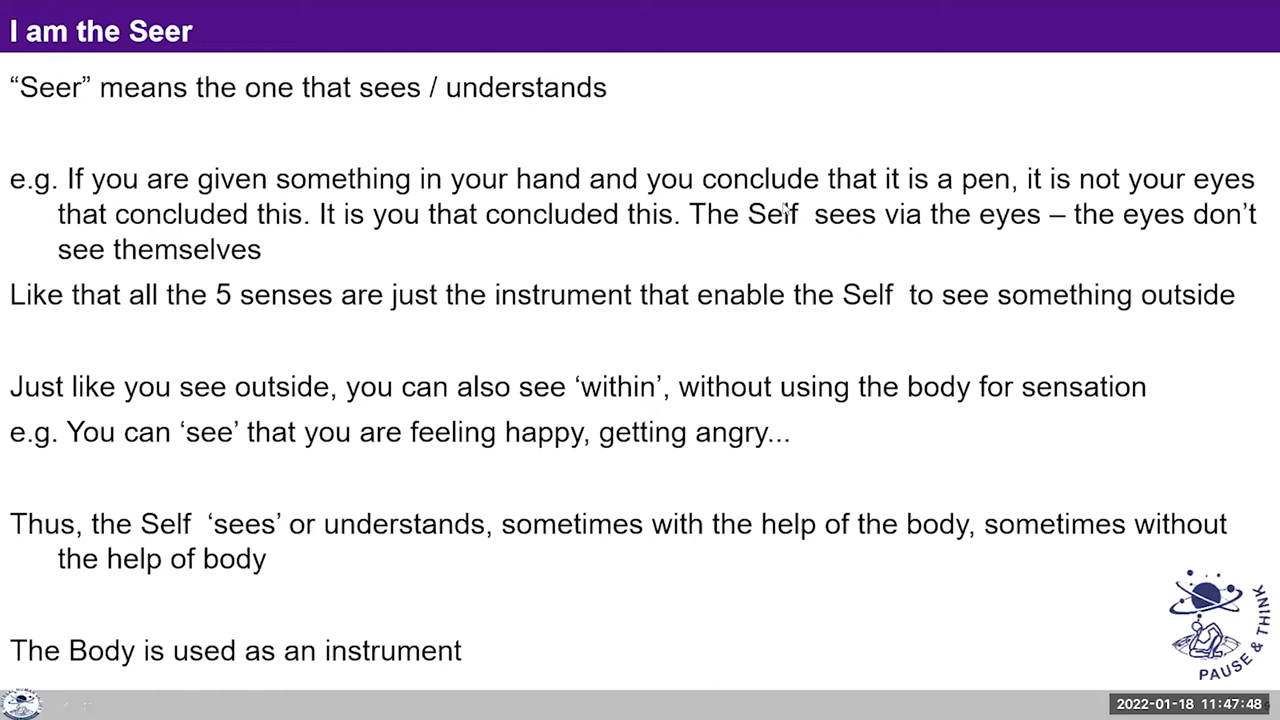 I am the Seer
“Seer” means the one that sees / understands
e.g. If you are given something in your hand and you conclude that it is a pen, it is not your eyes
that concluded this. It is you that concluded this. The Self sees via the eyes – the eyes don’t
see themselves
Like that all the 5 senses are just the instrument that enable the Self to see something outside
Just like you see outside, you can also see ‘within’, without using the body for sensation
e.g. You can ‘see’ that you are feeling happy, getting angry...
Thus, the Self ‘sees’ or understands, sometimes with the help of the body, sometimes without
the help of body
The Body is used as an instrument
PAUSE & THINK
2022-01-18 11:47:48